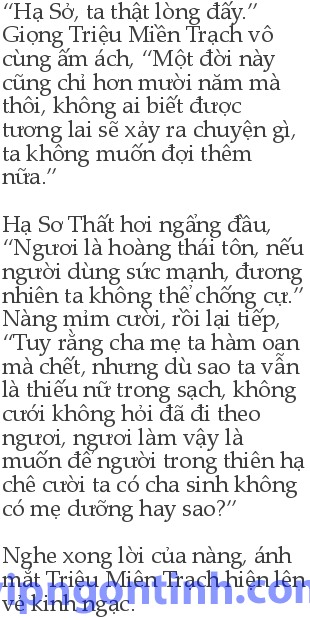 “Hạ Sở, ta thật lòng đấy.”
Giọng Triệu Miền Trạch vô
cùng ấm ách, “Một đời này
cũng chỉ hơn mười năm mà
thôi, không ai biết được
tương lai sẽ xảy ra chuyện gì,
ta không muốn đợi thêm
nữa.”
Hạ Sơ Thất hơi ngẩng đầu,
“Ngươi là hoàng thái tôn, nếu
người dùng sức mạnh, đương
nhiên ta không thể chống cự.”
Nàng mỉm cười, rồi lại tiếp,
“Tuy rằng cha mẹ ta hàm oan
mà chết, nhưng dù sao ta vẫn
là thiếu nữ trong sạch, không
cưới không hỏi đã đi theo
ngươi, ngươi làm vậy là
muốn để người trong thiên hạ
chê cười ta có cha sinh không
có mẹ dưỡng hay sao?”
Nghe xong lời của nàng, ánh
mắt Triệu Miên Trạch hiện lên
vẻ kinh ngạc.
vipngontinh.com